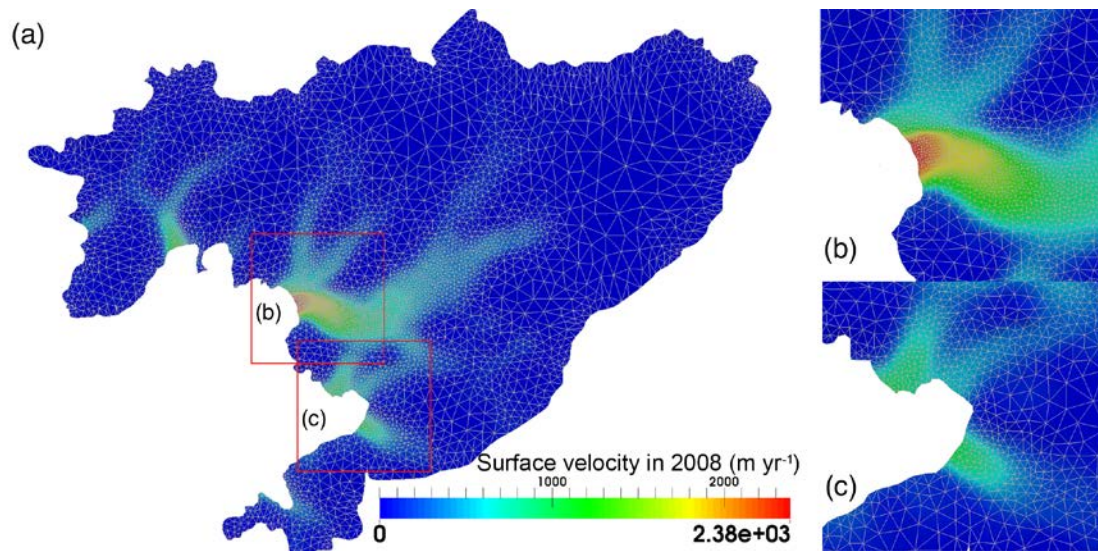 (a)
(b)
(c)
Surface velocity in 2008 (m yr⁻¹)
1000 2000
0 2.38e+03
(b)
(c)